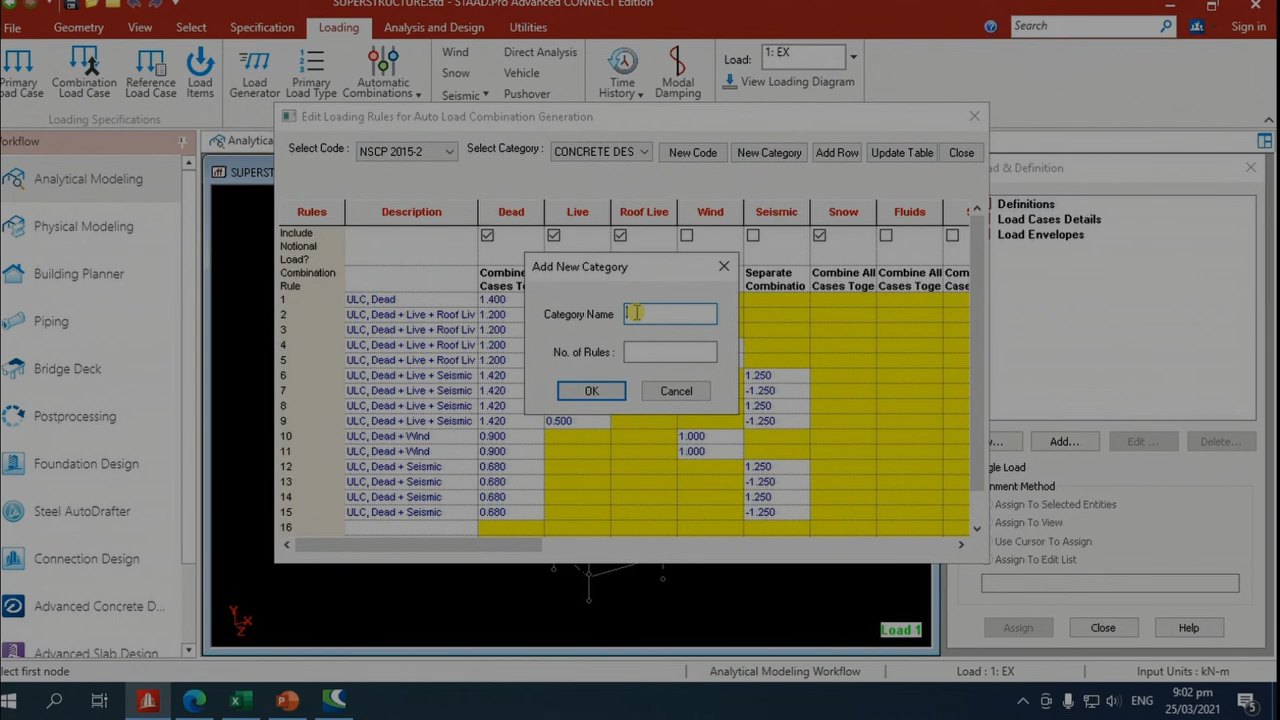 SUPERSTRUCTURE.std - STAAD.Pro Advanced CONNECT Edition
File Geometry View Select Specification Loading Analysis and Design Utilities Search Sign in
Primary Load Case
Combination Load Case
Reference Load Case
Load Items
Load Generator
Primary Load Type
Automatic Combinations
Wind
Snow
Seismic
Direct Analysis
Vehicle
Pushover
Time History
Modal Damping
Load: 1: EX
View Loading Diagram
Loading Specifications
Edit Loading Rules for Auto Load Combination Generation
Select Code : NSCP 2015-2 Select Category : CONCRETE DES New Code New Category Add Row Update Table Close
Rules Description Dead Live Roof Live Wind Seismic Snow Fluids
Include Notional Load?
Combination Rule Combine Cases T Separate Combinatio Combine All Cases Toge Combine All Cases Toge Com Case
1 ULC, Dead 1.400
2 ULC, Dead + Live + Roof Liv 1.200
3 ULC, Dead + Live + Roof Liv 1.200
4 ULC, Dead + Live + Roof Liv 1.200
5 ULC, Dead + Live + Roof Liv 1.200
6 ULC, Dead + Live + Seismic 1.420 1.250
7 ULC, Dead + Live + Seismic 1.420 -1.250
8 ULC, Dead + Live + Seismic 1.420 1.250
9 ULC, Dead + Live + Seismic 1.420 0.500 -1.250
10 ULC, Dead + Wind 0.900 1.000
11 ULC, Dead + Wind 0.900 1.000
12 ULC, Dead + Seismic 0.680 1.250
13 ULC, Dead + Seismic 0.680 -1.250
14 ULC, Dead + Seismic 0.680 1.250
15 ULC, Dead + Seismic 0.680 -1.250
16
Add New Category
Category Name
No. of Rules :
OK Cancel
orkflow
Analytical Modeling
Physical Modeling
Building Planner
Piping
Bridge Deck
Postprocessing
Foundation Design
Steel AutoDrafter
Connection Design
Advanced Concrete D...
Advanced Slab Design
Analytical
SUPERST
Y
X
Z
Load 1
& Definition
Definitions
Load Cases Details
Load Envelopes
w... Add... Edit ... Delete...
gle Load
nment Method
Assign To Selected Entities
Assign To View
Use Cursor To Assign
Assign To Edit List
Assign Close Help
elect first node Analytical Modeling Workflow Load : 1: EX Input Units : kN-m
ENG 9:02 pm
25/03/2021
5